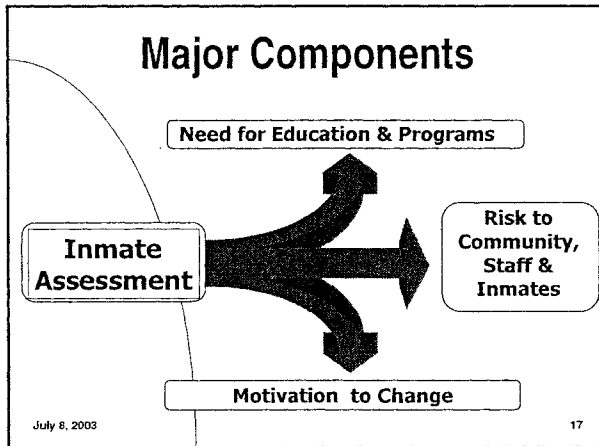 Major Components
Need for Education & Programs
Inmate
Assessment
Risk to
Community,
Staff &
Inmates
Motivation to Change
July 8, 2003
17